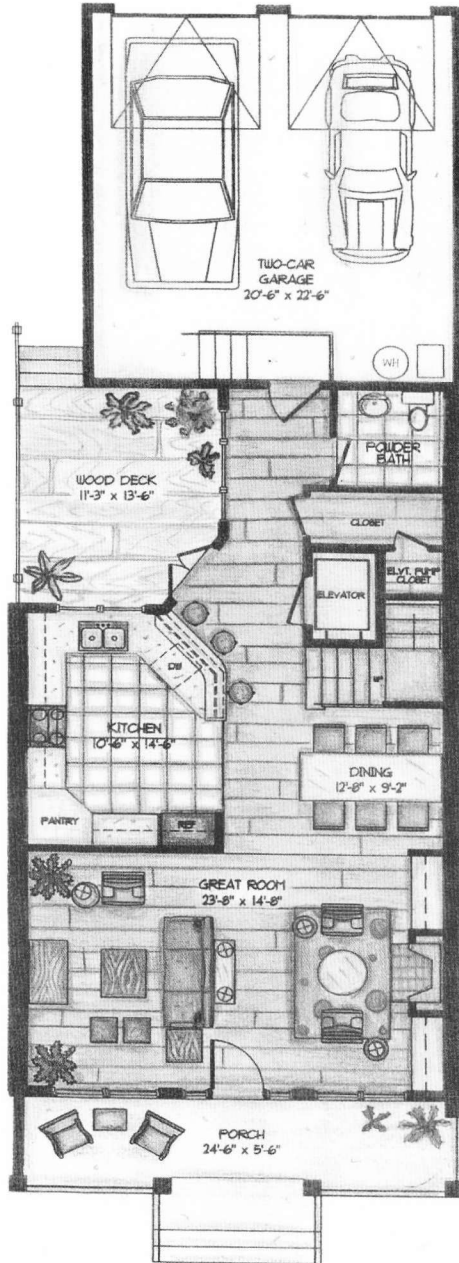 TWO-CAR
GARAGE
20'-6" x 22'-6"
WH
POWDER
BATH
WOOD DECK
11'-3" x 13'-6"
CLOSET
ELVT. PUMP
CLOSET
ELEVATOR
DW
UP
KITCHEN
10'-6" x 14'-6"
DINING
12'-8" x 9'-2"
PANTRY
REF
GREAT ROOM
23'-8" x 14'-8"
PORCH
24'-6" x 5'-6"